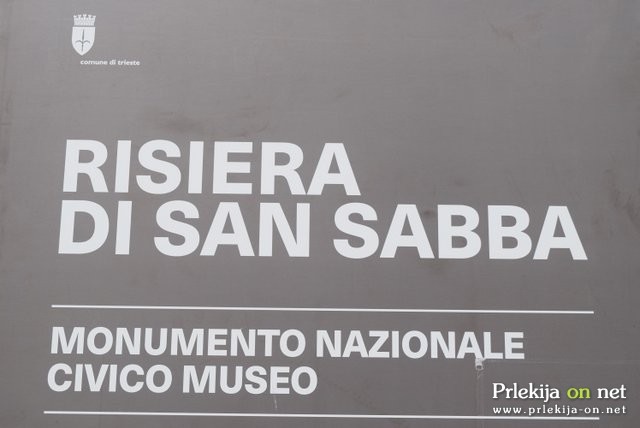 comune di trieste
RISIERA
DI SAN SABBA
MONUMENTO NAZIONALE
CIVICO MUSEO
Prlekija on net
www.prlekija-on.net